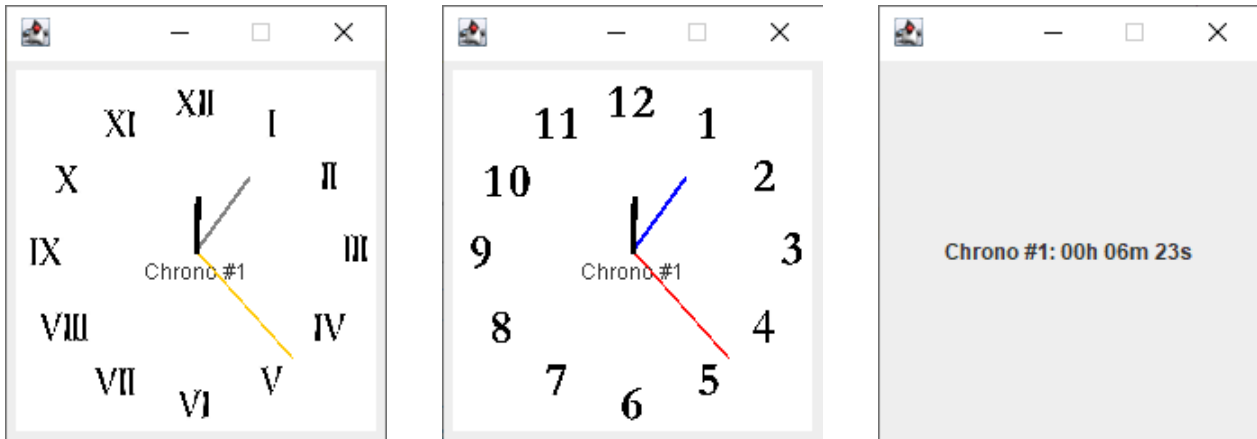 XII
XI
I
X
II
IX
III
Chrono #1
VIII
IV
VII
V
VI
12
11
1
10
2
9
3
Chrono #1
8
4
7
5
6
Chrono #1: 00h 06m 23s